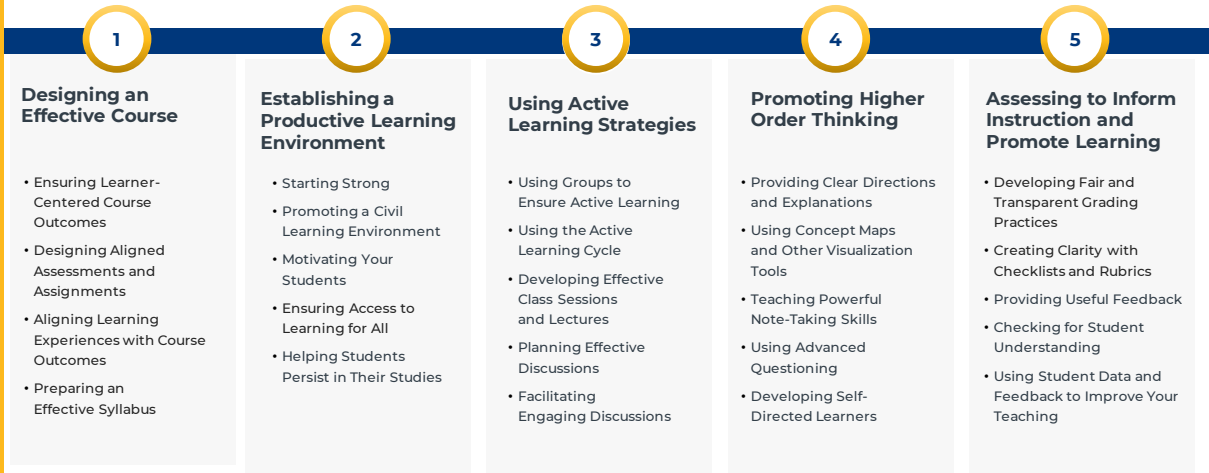 1
Designing an
Effective Course
• Ensuring Learner-
Centered Course
Outcomes
• Designing Aligned
Assessments and
Assignments
• Aligning Learning
Experiences with Course
Outcomes
• Preparing an
Effective Syllabus
2
Establishing a
Productive Learning
Environment
• Starting Strong
• Promoting a Civil
Learning Environment
• Motivating Your
Students
• Ensuring Access to
Learning for All
• Helping Students
Persist in Their Studies
3
Using Active
Learning Strategies
• Using Groups to
Ensure Active Learning
• Using the Active
Learning Cycle
• Developing Effective
Class Sessions
and Lectures
• Planning Effective
Discussions
• Facilitating
Engaging Discussions
4
Promoting Higher
Order Thinking
• Providing Clear Directions
and Explanations
• Using Concept Maps
and Other Visualization
Tools
• Teaching Powerful
Note-Taking Skills
• Using Advanced
Questioning
• Developing Self-
Directed Learners
5
Assessing to Inform
Instruction and
Promote Learning
• Developing Fair and
Transparent Grading
Practices
• Creating Clarity with
Checklists and Rubrics
• Providing Useful Feedback
• Checking for Student
Understanding
• Using Student Data and
Feedback to Improve Your
Teaching